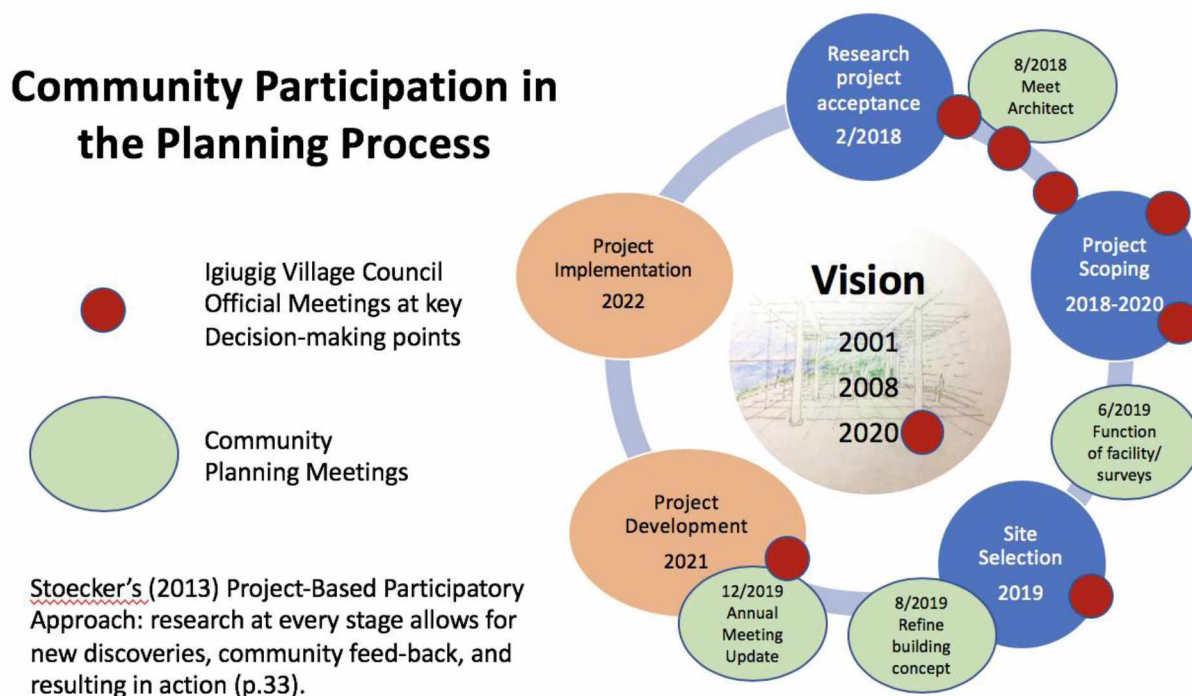 Community Participation in
the Planning Process
Igiugig Village Council
Official Meetings at key
Decision-making points
Community
Planning Meetings
Stoecker's (2013) Project-Based Participatory
Approach: research at every stage allows for
new discoveries, community feed-back, and
resulting in action (p.33).
Research
project
acceptance
2/2018
8/2018
Meet
Architect
Project
Scoping
2018-2020
6/2019
Function
of facility/
surveys
Site
Selection
2019
8/2019
Refine
building
concept
12/2019
Annual
Meeting
Update
Project
Development
2021
Project
Implementation
2022
Vision
2001
2008
2020